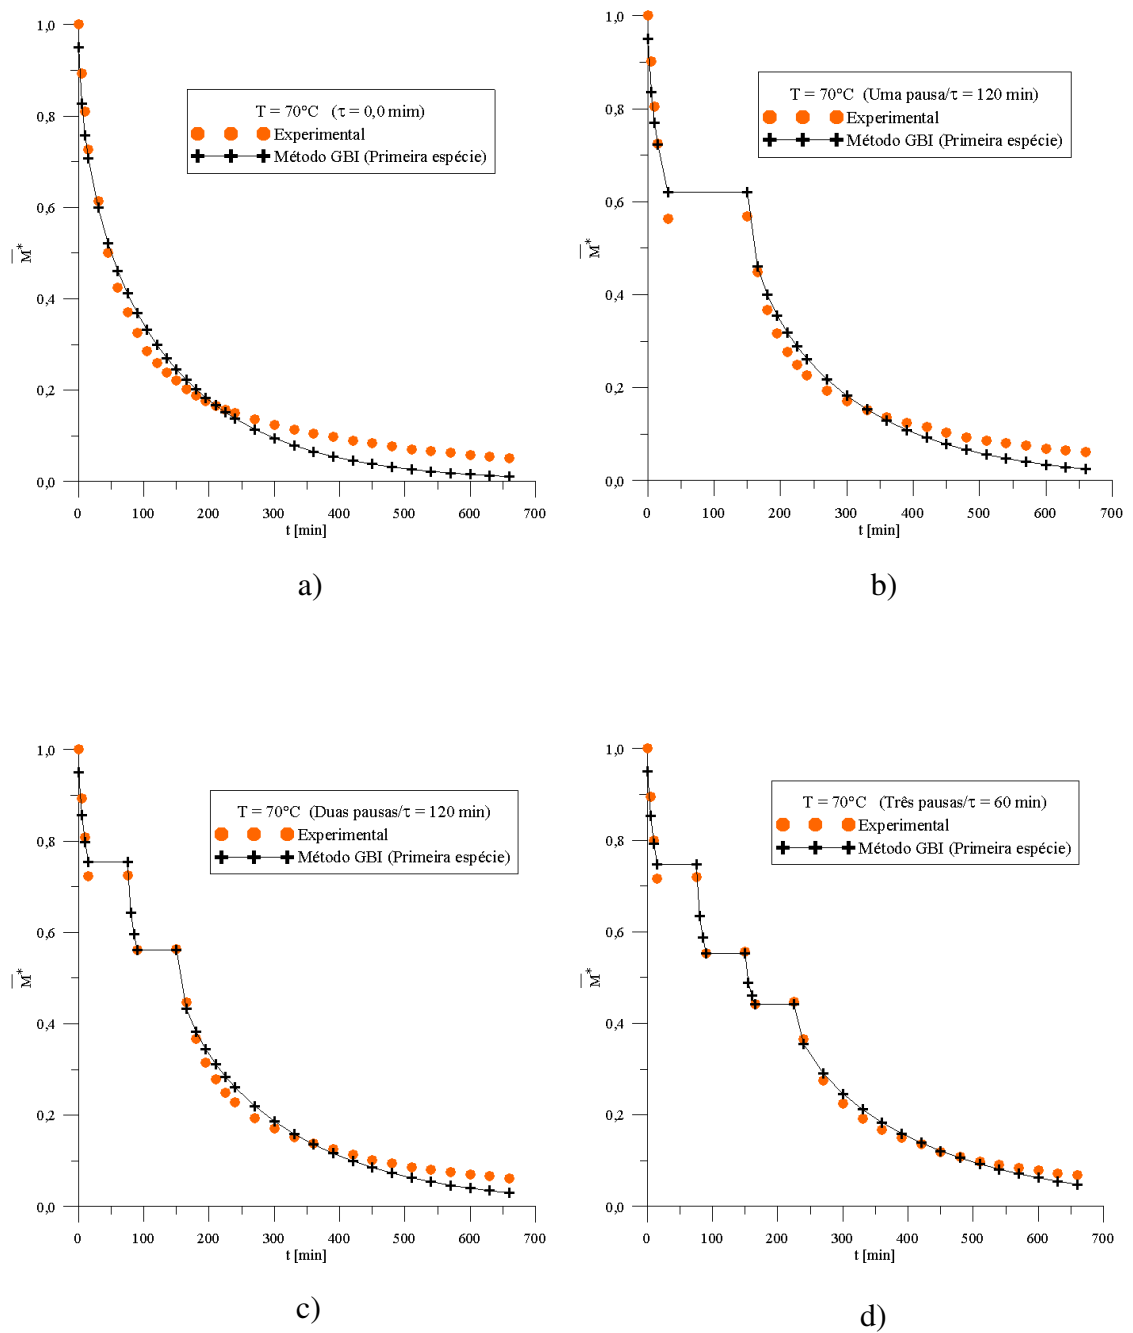 1,0
0,8
0,6
0,4
0,2
0,0
M*
T = 70°C (τ = 0,0 mim)
Experimental
Método GBI (Primeira espécie)
0 100 200 300 400 500 600 700
t [min]
a)
1,0
0,8
0,6
0,4
0,2
0,0
M*
T = 70°C (Uma pausa/τ = 120 min)
Experimental
Método GBI (Primeira espécie)
0 100 200 300 400 500 600 700
t [min]
b)
1,0
0,8
0,6
0,4
0,2
0,0
M*
T = 70°C (Duas pausas/τ = 120 min)
Experimental
Método GBI (Primeira espécie)
0 100 200 300 400 500 600 700
t [min]
c)
1,0
0,8
0,6
0,4
0,2
0,0
M*
T = 70°C (Três pausas/τ = 60 min)
Experimental
Método GBI (Primeira espécie)
0 100 200 300 400 500 600 700
t [min]
d)